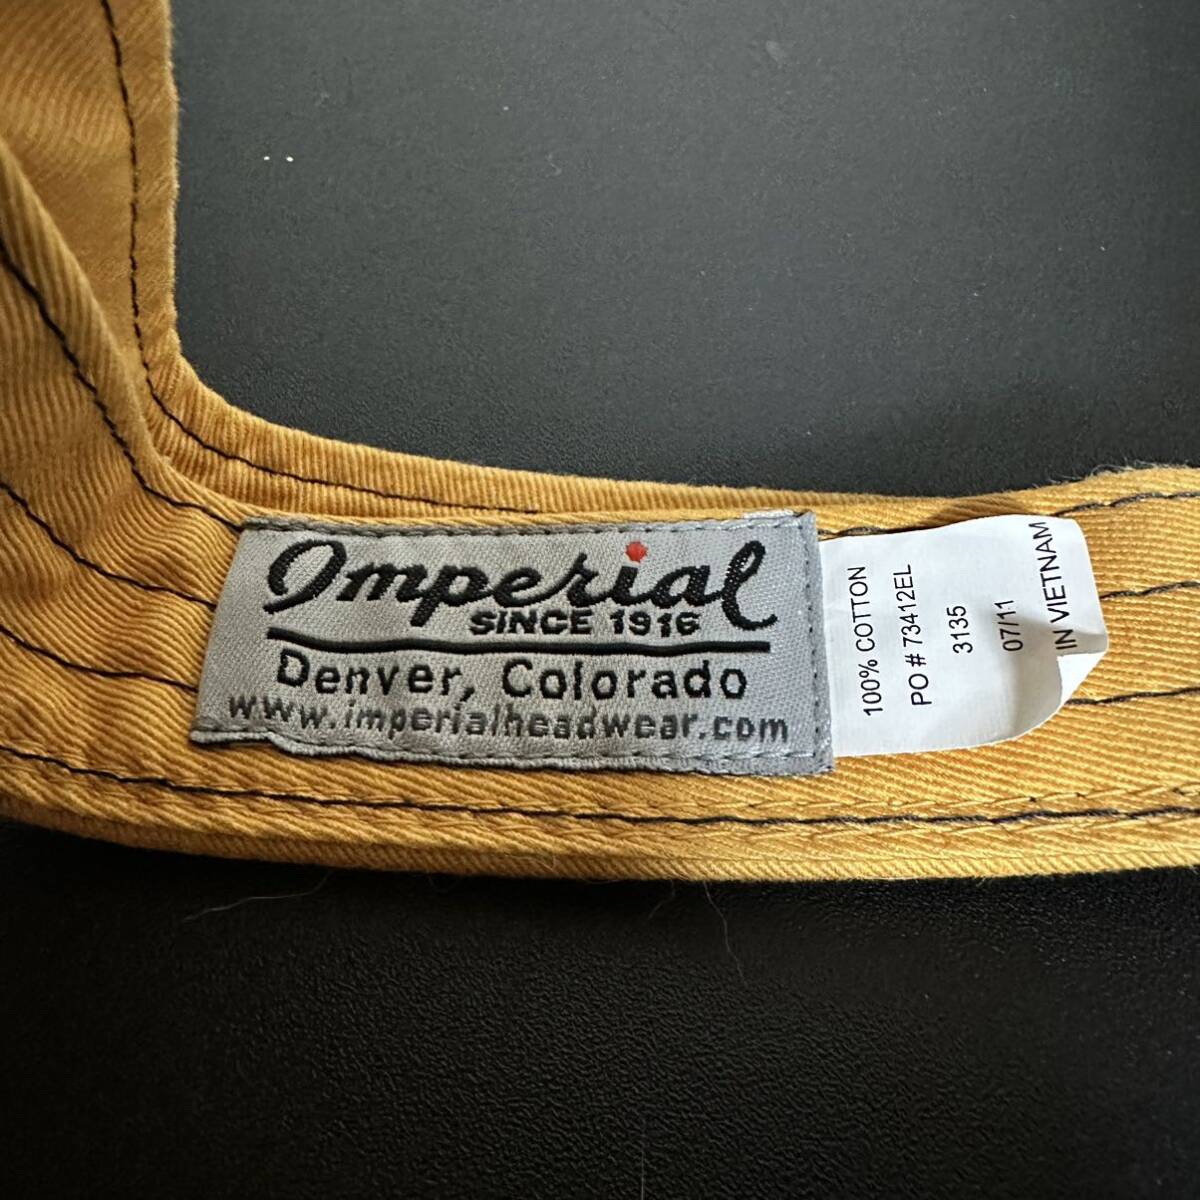 Imperial
SINCE 1916
Denver, Colorado
www.imperialheadwear.com
100% COTTON
PO # 73412EL
3135
07/11
IN VIETNAM